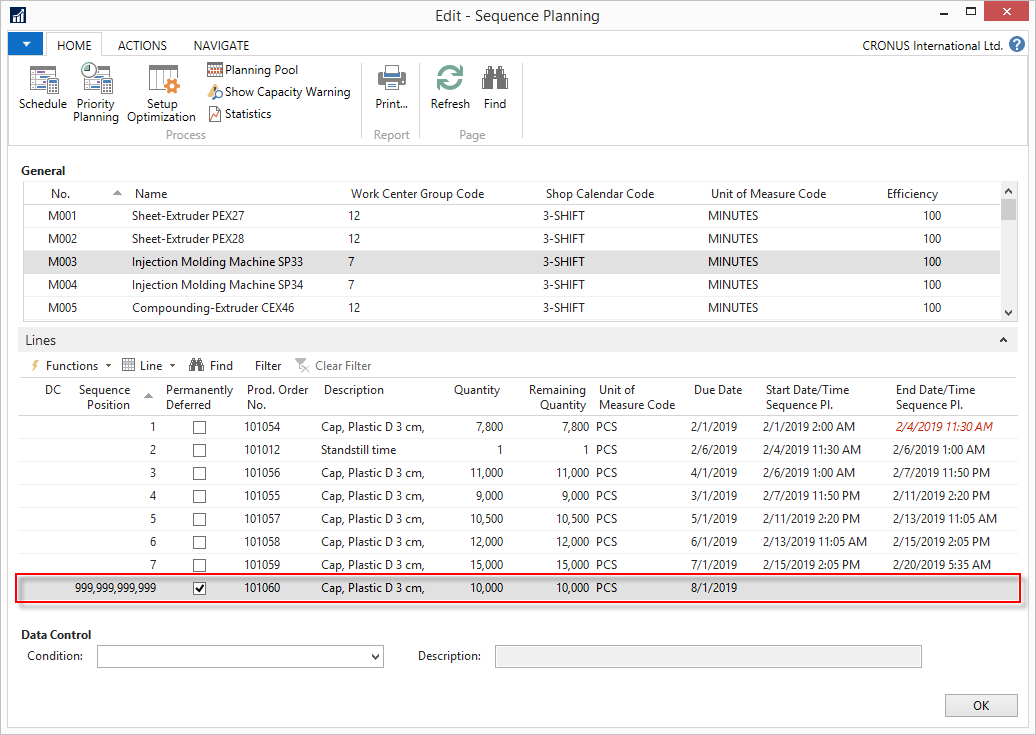 Edit - Sequence Planning
HOME ACTIONS NAVIGATE CRONUS International Ltd. ?
Schedule
Priority Planning
Setup Optimization
Planning Pool
Show Capacity Warning
Statistics
Process
Print...
Report
Refresh
Find
Page
General
No. Name Work Center Group Code Shop Calendar Code Unit of Measure Code Efficiency
M001 Sheet-Extruder PEX27 12 3-SHIFT MINUTES 100
M002 Sheet-Extruder PEX28 12 3-SHIFT MINUTES 100
M003 Injection Molding Machine SP33 7 3-SHIFT MINUTES 100
M004 Injection Molding Machine SP34 7 3-SHIFT MINUTES 100
M005 Compounding-Extruder CEX46 12 3-SHIFT MINUTES 100
Lines
Functions Line Find Filter Clear Filter
DC Sequence Permanently Prod. Order Description Quantity Remaining Unit of Due Date Start Date/Time End Date/Time
Position Deferred No. Quantity Measure Code Sequence Pl. Sequence Pl.
1 101054 Cap, Plastic D 3 cm, 7,800 7,800 PCS 2/1/2019 2/1/2019 2:00 AM 2/4/2019 11:30 AM
2 101012 Standstill time 1 1 PCS 2/6/2019 2/4/2019 11:30 AM 2/6/2019 1:00 AM
3 101056 Cap, Plastic D 3 cm, 11,000 11,000 PCS 4/1/2019 2/6/2019 1:00 AM 2/7/2019 11:50 PM
4 101055 Cap, Plastic D 3 cm, 9,000 9,000 PCS 3/1/2019 2/7/2019 11:50 PM 2/11/2019 2:20 PM
5 101057 Cap, Plastic D 3 cm, 10,500 10,500 PCS 5/1/2019 2/11/2019 2:20 PM 2/13/2019 11:05 AM
6 101058 Cap, Plastic D 3 cm, 12,000 12,000 PCS 6/1/2019 2/13/2019 11:05 AM 2/15/2019 2:05 PM
7 101059 Cap, Plastic D 3 cm, 15,000 15,000 PCS 7/1/2019 2/15/2019 2:05 PM 2/20/2019 5:35 AM
999,999,999,999 101060 Cap, Plastic D 3 cm, 10,000 10,000 PCS 8/1/2019
Data Control
Condition: Description:
OK